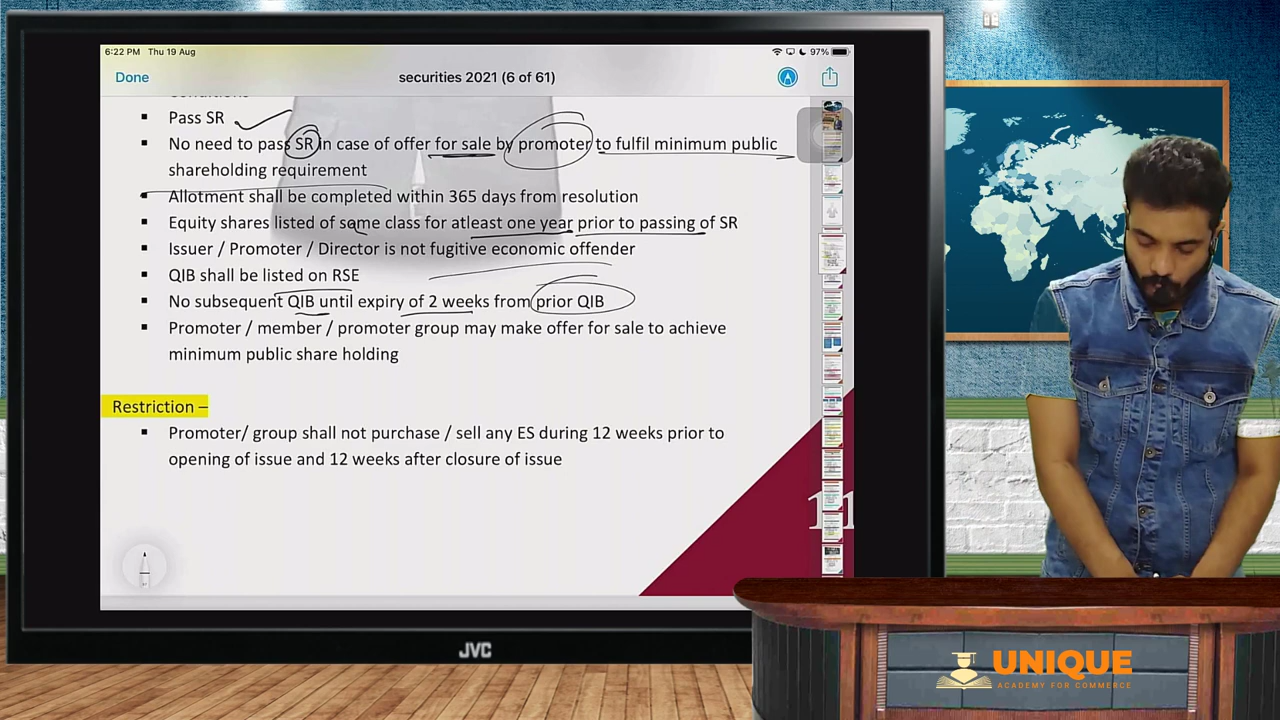 6:22 PM Thu 19 Aug
97%
Done
securities 2021 (6 of 61)
Pass SR
No need to pass SR in case of offer for sale by promoter to fulfil minimum public
shareholding requirement
Allotment shall be completed within 365 days from resolution
Equity shares listed of same class for atleast one year prior to passing of SR
Issuer / Promoter / Director is not fugitive economic offender
QIB shall be listed on RSE
No subsequent QIB until expiry of 2 weeks from prior QIB
Promoter / member / promoter group may make offer for sale to achieve
minimum public share holding
Restriction –
Promoter/ group shall not purchase / sell any ES during 12 weeks prior to
opening of issue and 12 weeks after closure of issue
11
JVC
UNIQUE
ACADEMY FOR COMMERCE